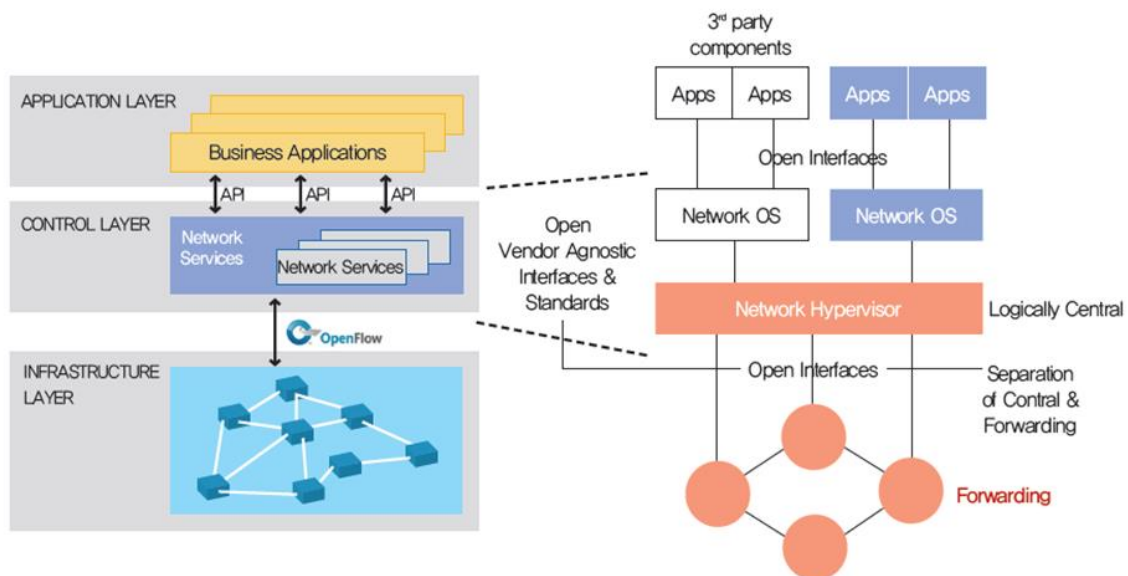 APPLICATION LAYER
Business Applications
API
API
API
CONTROL LAYER
Network
Services
Network Services
OpenFlow
INFRASTRUCTURE
LAYER
3rd party
components
Apps
Apps
Apps
Apps
Open Interfaces
Network OS
Network OS
Open
Vendor Agnostic
Interfaces &
Standards
Network Hypervisor
Logically Central
Open Interfaces
Separation
of Contral &
Forwarding
Forwarding